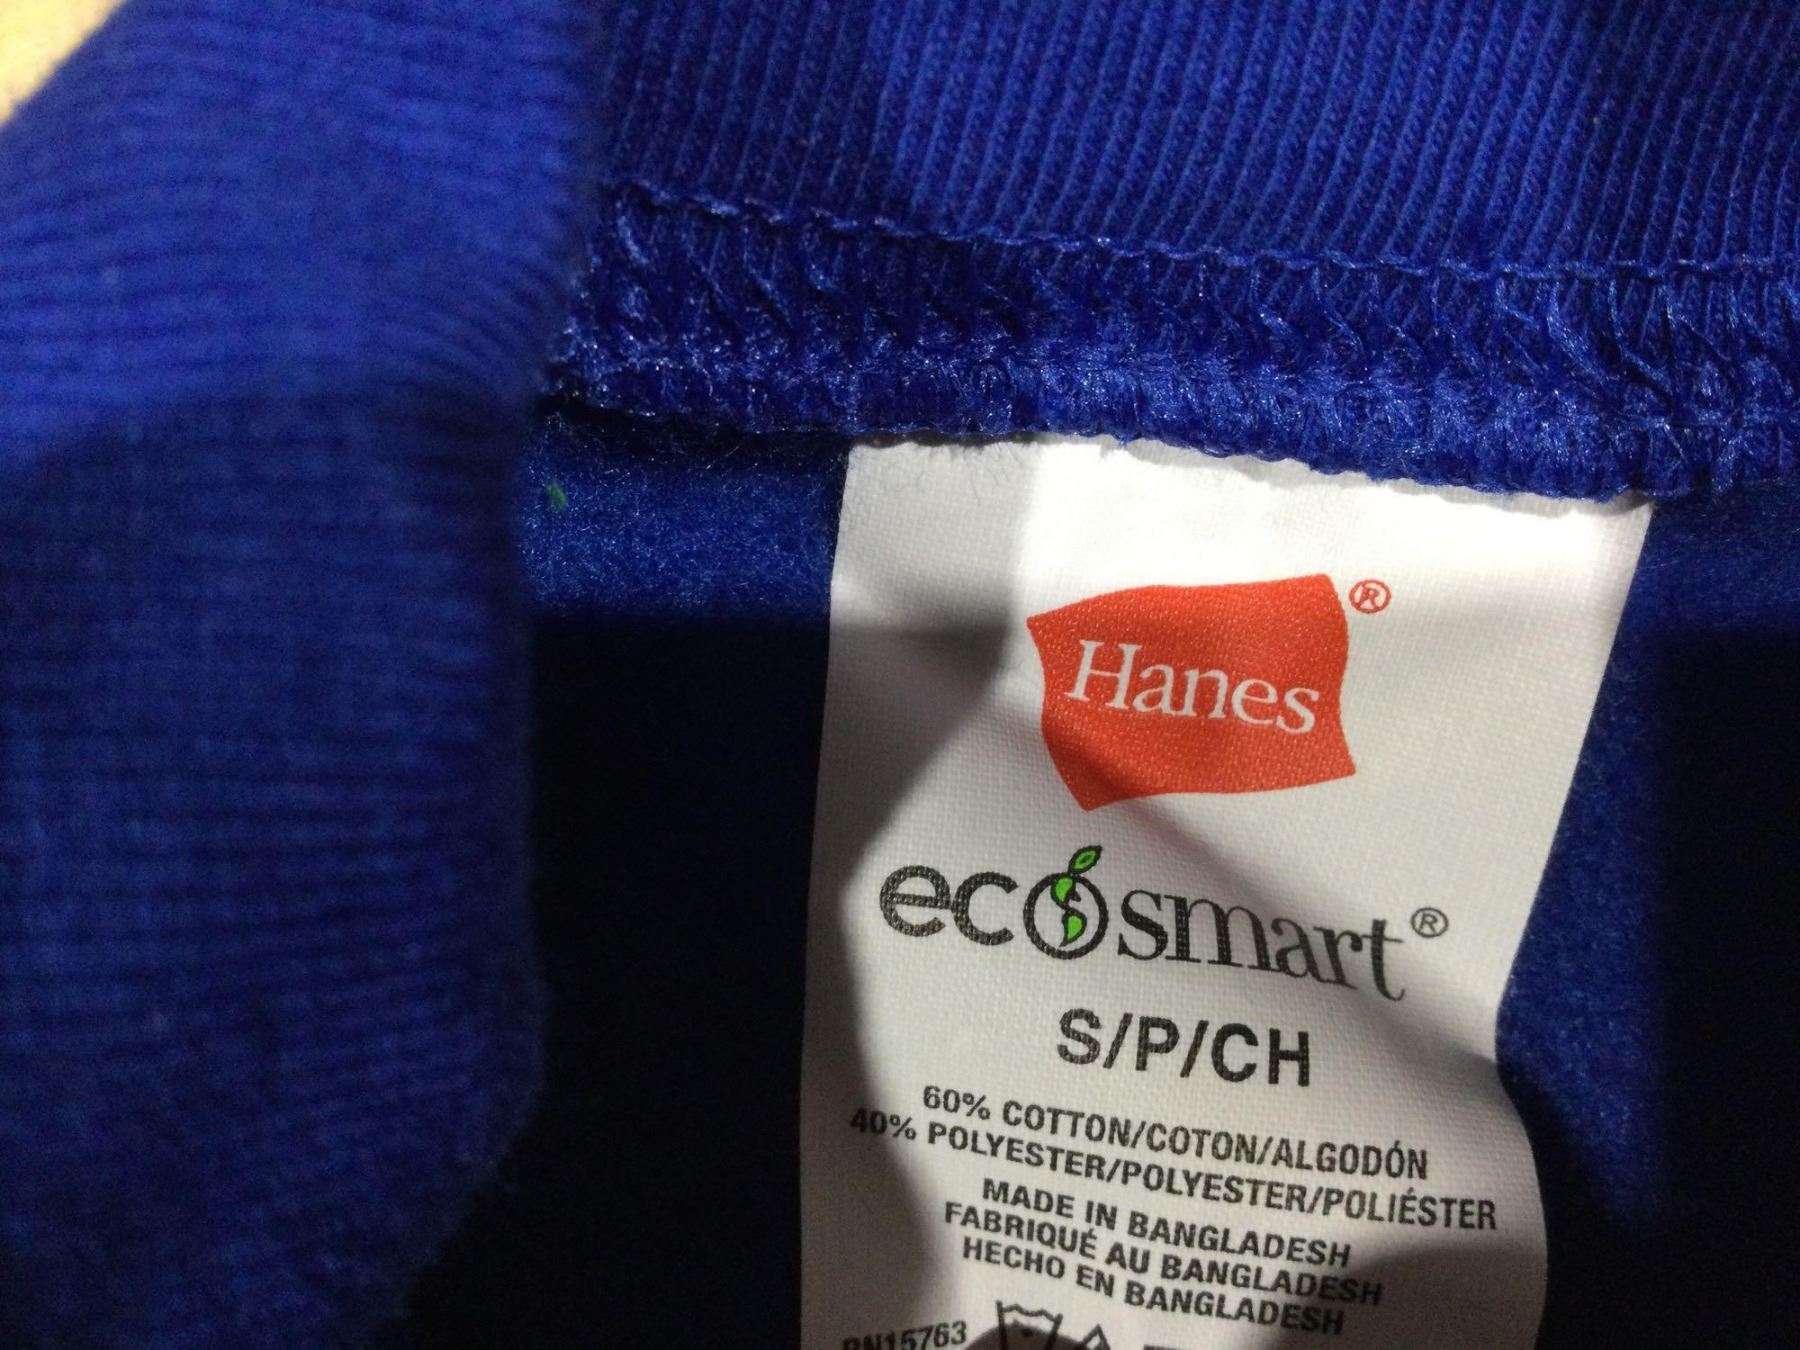 Hanes®
ecosmart®
S/P/CH
60% COTTON/COTON/ALGODÓN
40% POLYESTER/POLYESTER/POLIÉSTER
MADE IN BANGLADESH
FABRIQUÉ AU BANGLADESH
HECHO EN BANGLADESH
RN15763